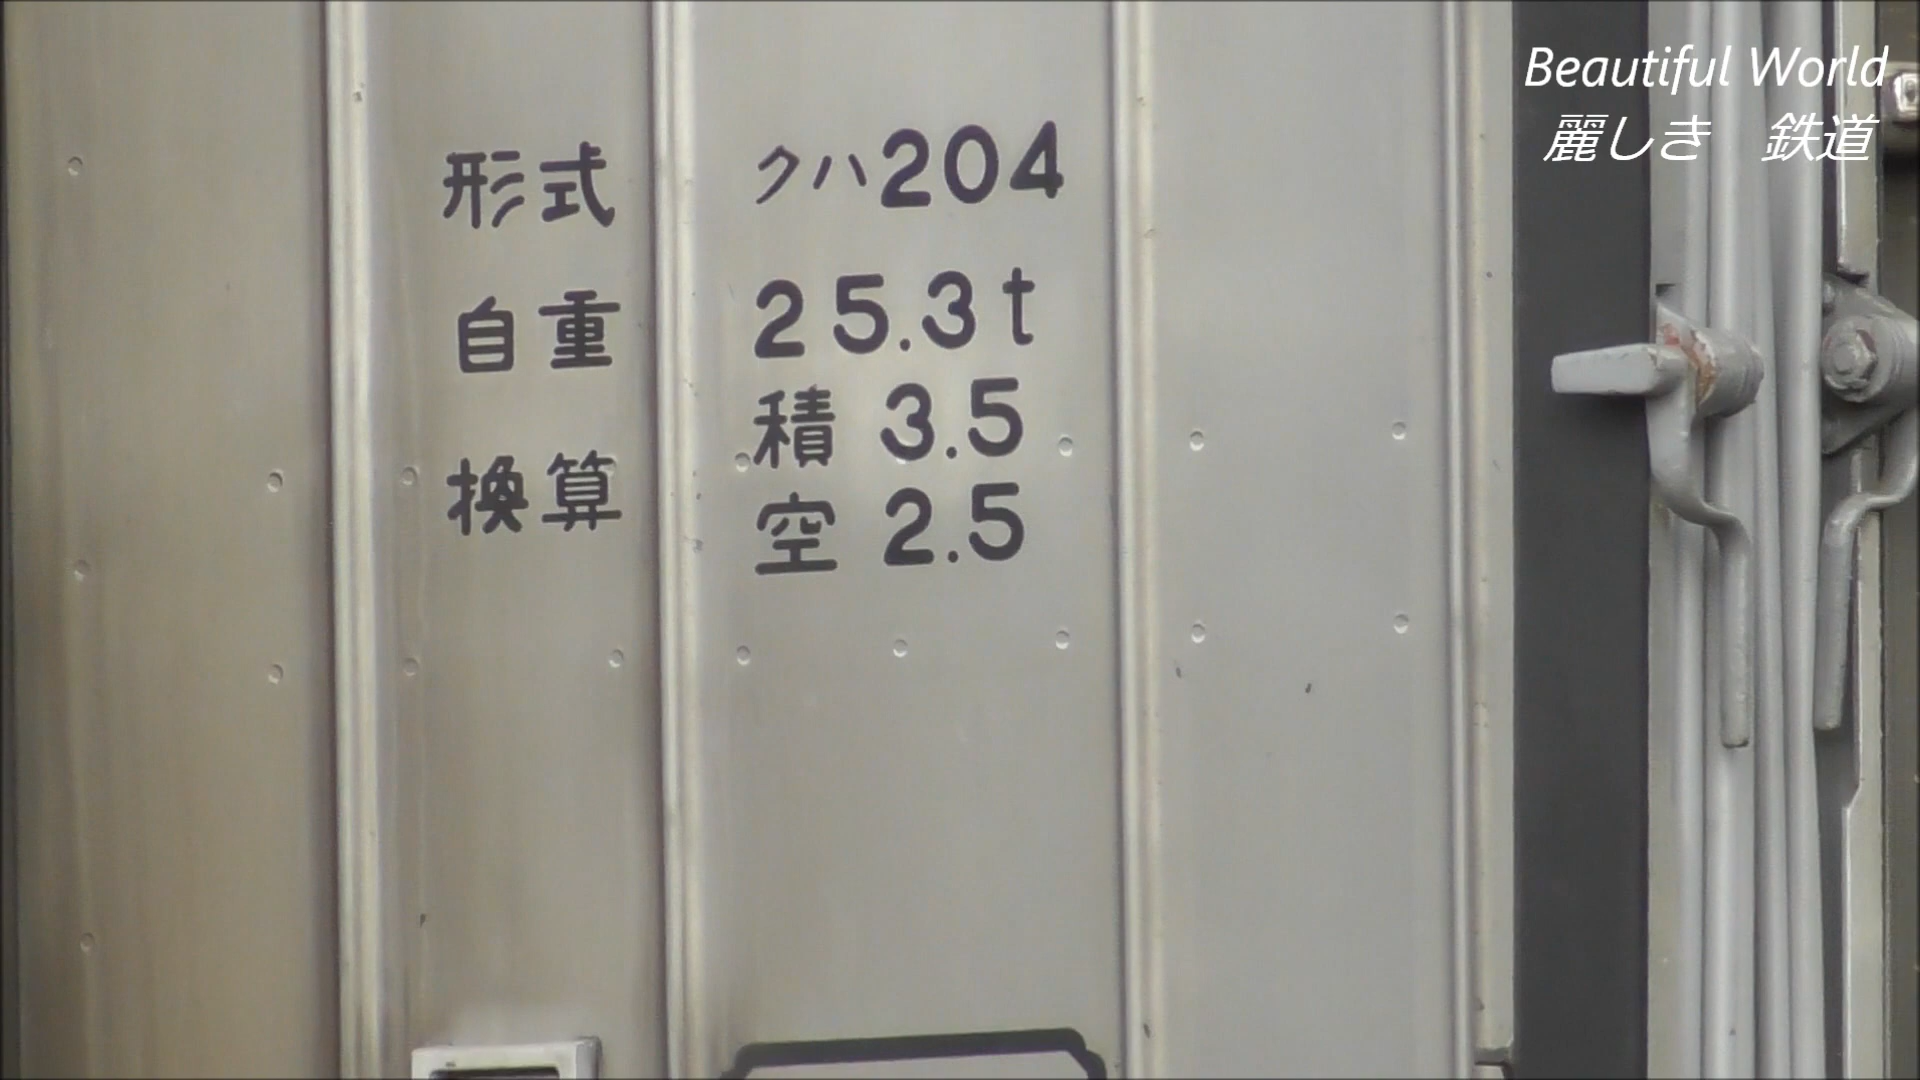 Beautiful World
麗しき　鉄道
形式 クハ204
自重 25.3t
換算 積 3.5
空 2.5